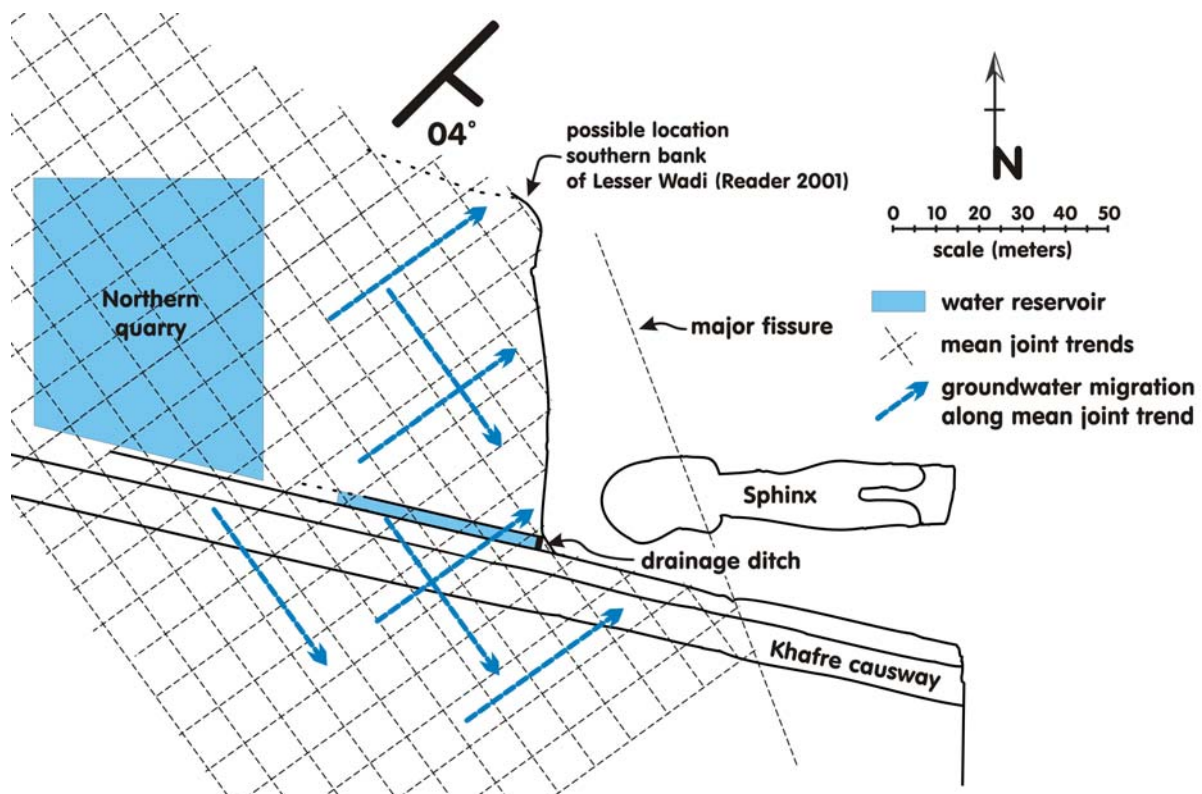 04°
possible location
southern bank
of Lesser Wadi (Reader 2001)
N
0 10 20 30 40 50
scale (meters)
water reservoir
mean joint trends
groundwater migration
along mean joint trend
Northern
quarry
major fissure
Sphinx
drainage ditch
Khafre causway